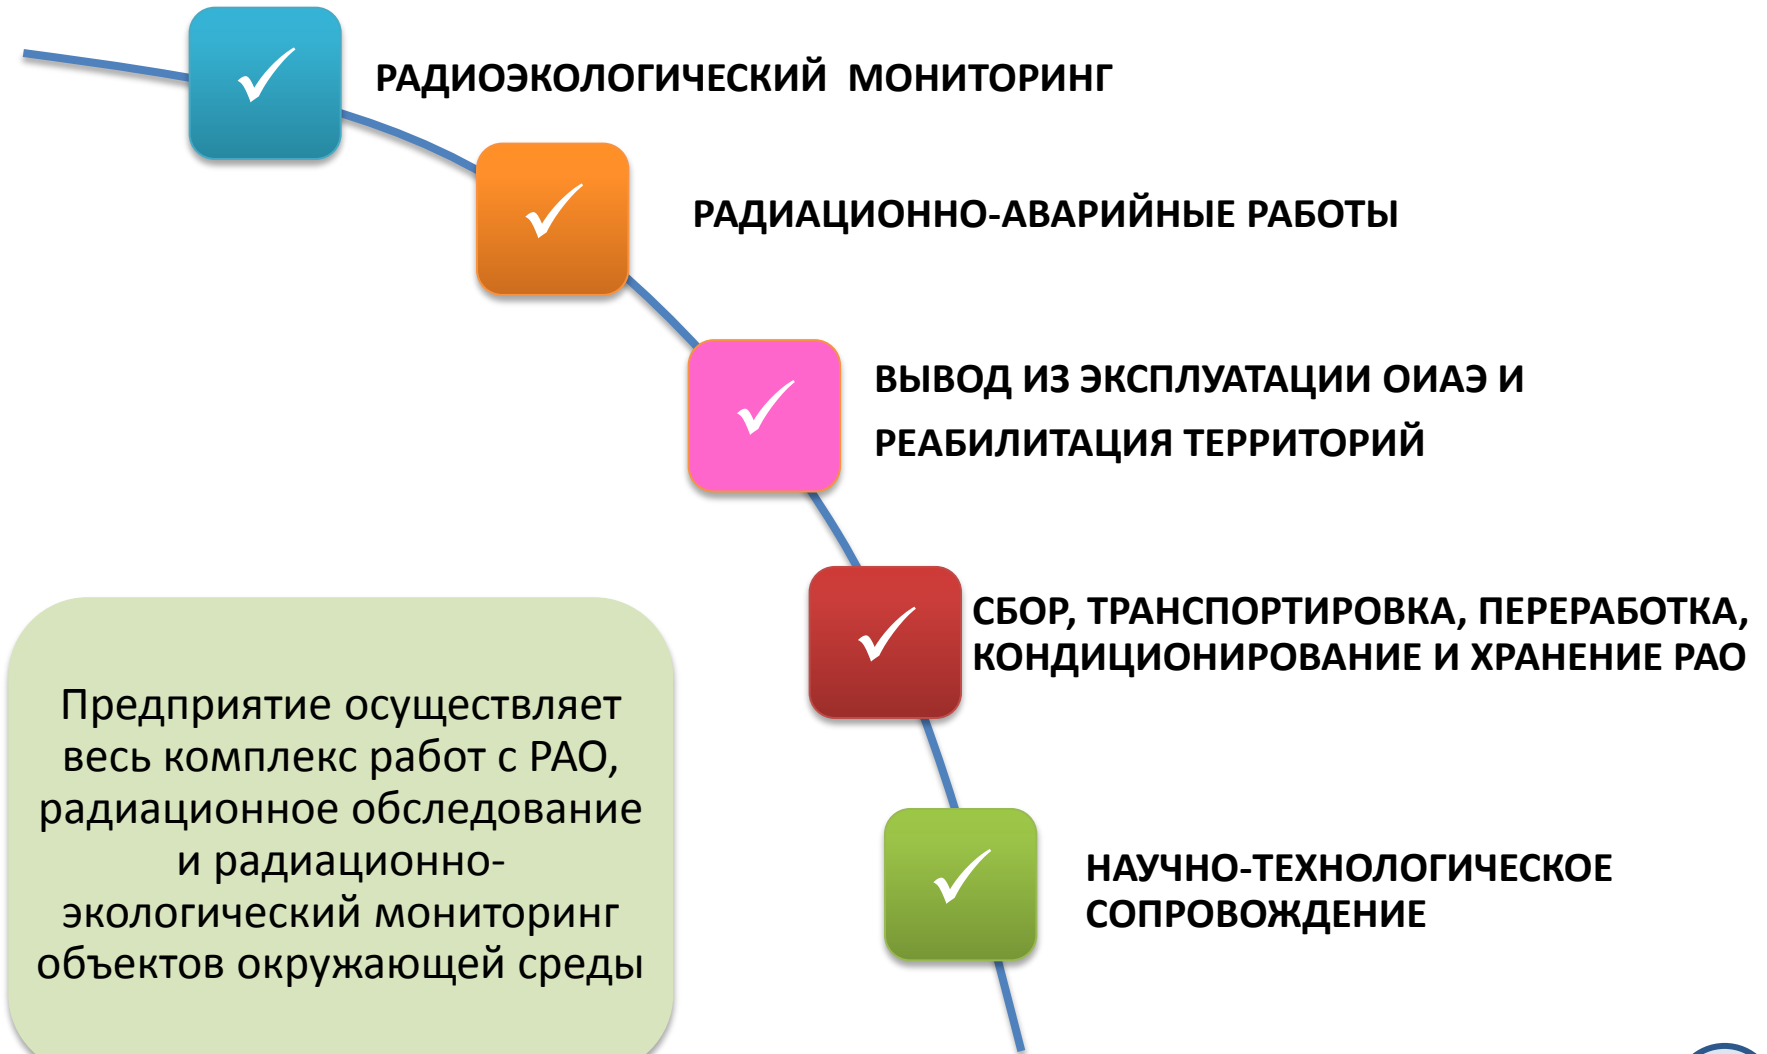 РАДИОЭКОЛОГИЧЕСКИЙ МОНИТОРИНГ
РАДИАЦИОННО-АВАРИЙНЫЕ РАБОТЫ
ВЫВОД ИЗ ЭКСПЛУАТАЦИИ ОИАЭ И
РЕАБИЛИТАЦИЯ ТЕРРИТОРИЙ
СБОР, ТРАНСПОРТИРОВКА, ПЕРЕРАБОТКА,
КОНДИЦИОНИРОВАНИЕ И ХРАНЕНИЕ РАО
НАУЧНО-ТЕХНОЛОГИЧЕСКОЕ
СОПРОВОЖДЕНИЕ
Предприятие осуществляет
весь комплекс работ с РАО,
радиационное обследование
и радиационно-
экологический мониторинг
объектов окружающей среды